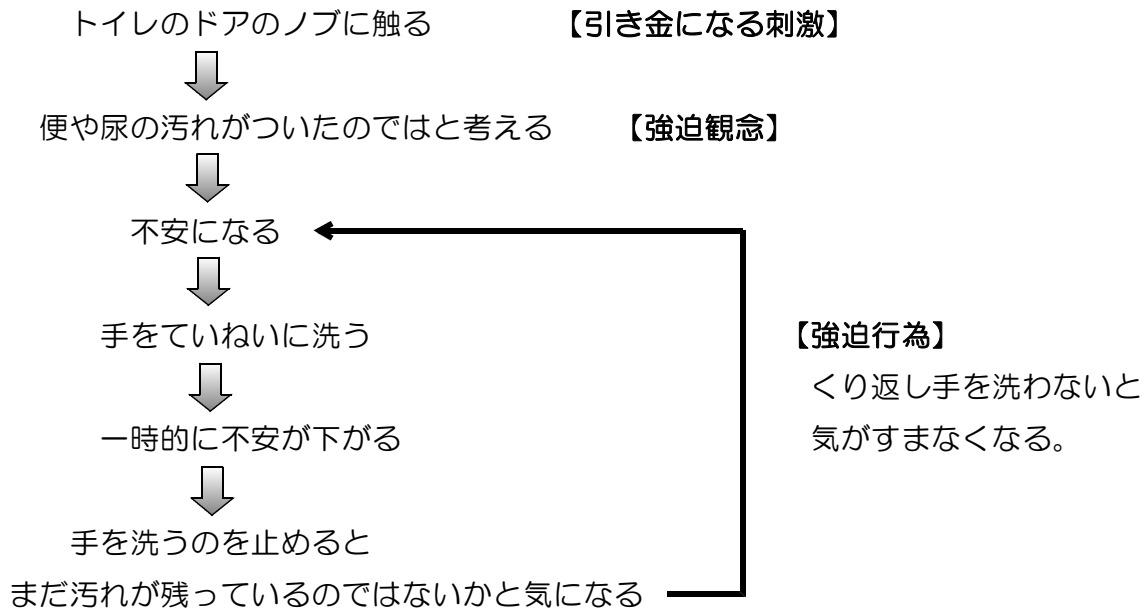 トイレのドアのノブに触る 【引き金になる刺激】
便や尿の汚れがついたのではと考える 【強迫観念】
不安になる
手をていねいに洗う 【強迫行為】
くり返し手を洗わないと
一時的に不安が下がる 気がすまなくなる。
手を洗うのを止めると
まだ汚れが残っているのではないかと気になる